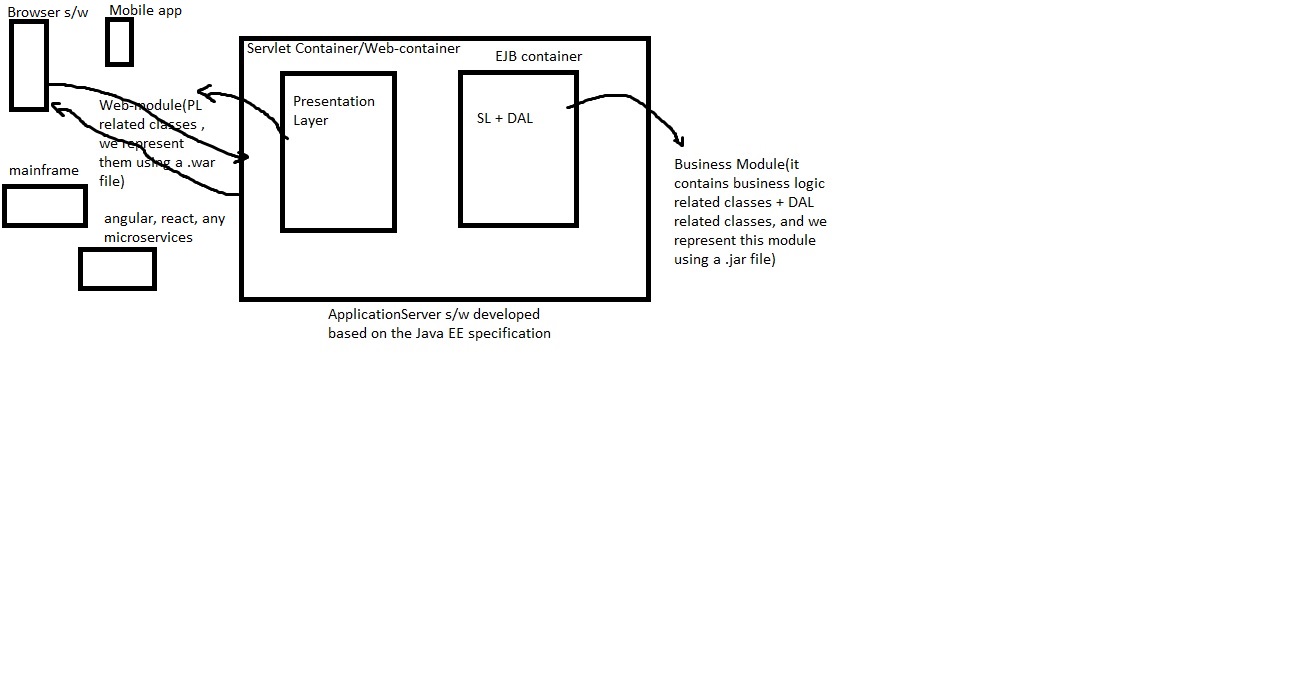 Browser s/w
Mobile app
Servlet Container/Web-container
EJB container
Presentation
Layer
SL + DAL
Web-module(PL
related classes ,
we represent
them using a .war
file)
mainframe
angular, react, any
microservices
Business Module(it
contains business logic
related classes + DAL
related classes, and we
represent this module
using a .jar file)
ApplicationServer s/w developed
based on the Java EE specification